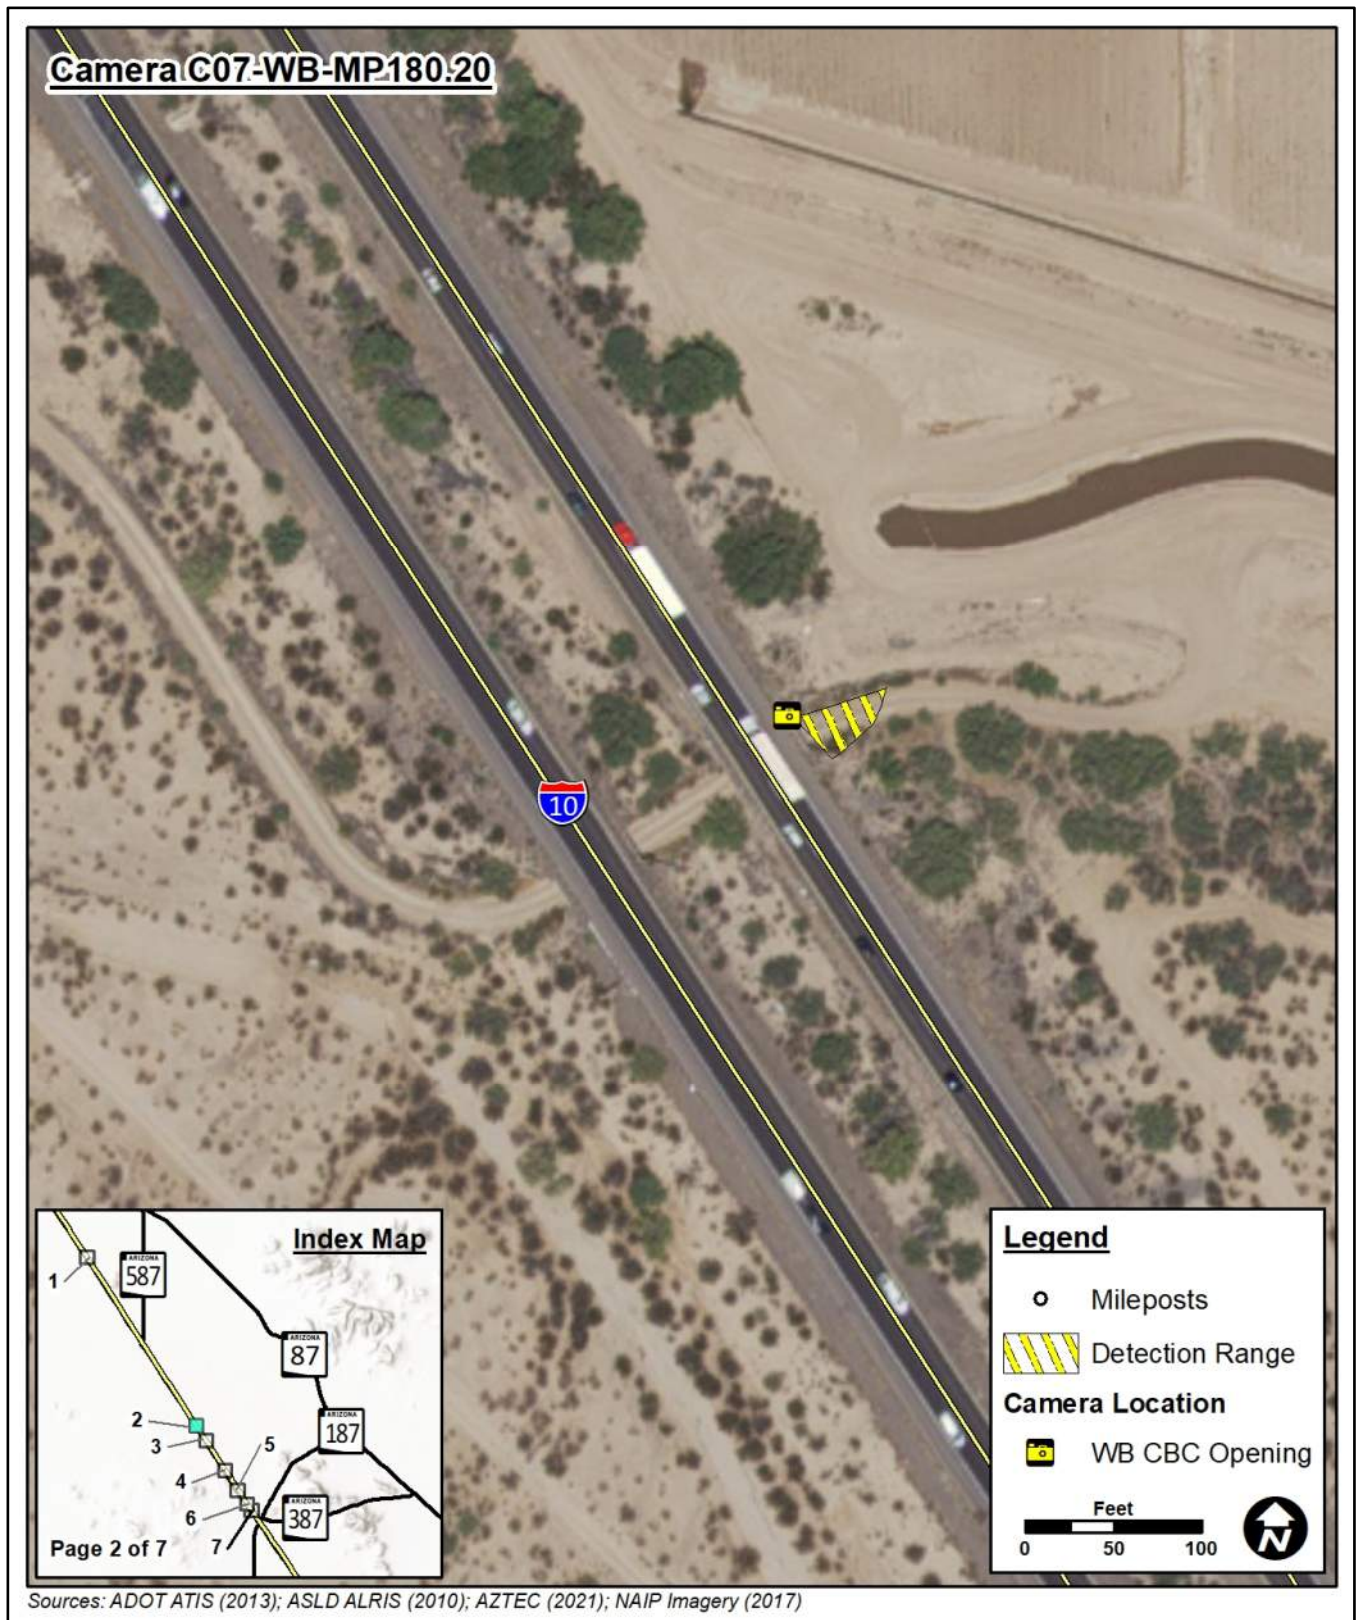 Camera C07-WB-MP180.20
10
Index Map
ARIZONA
587
1
ARIZONA
87
ARIZONA
187
2
3
5
4
6
ARIZONA
387
7
Page 2 of 7
Legend
Mileposts
Detection Range
Camera Location
WB CBC Opening
Feet
0 50 100
N
Sources: ADOT ATIS (2013); ASLD ALRIS (2010); AZTEC (2021); NAIP Imagery (2017)